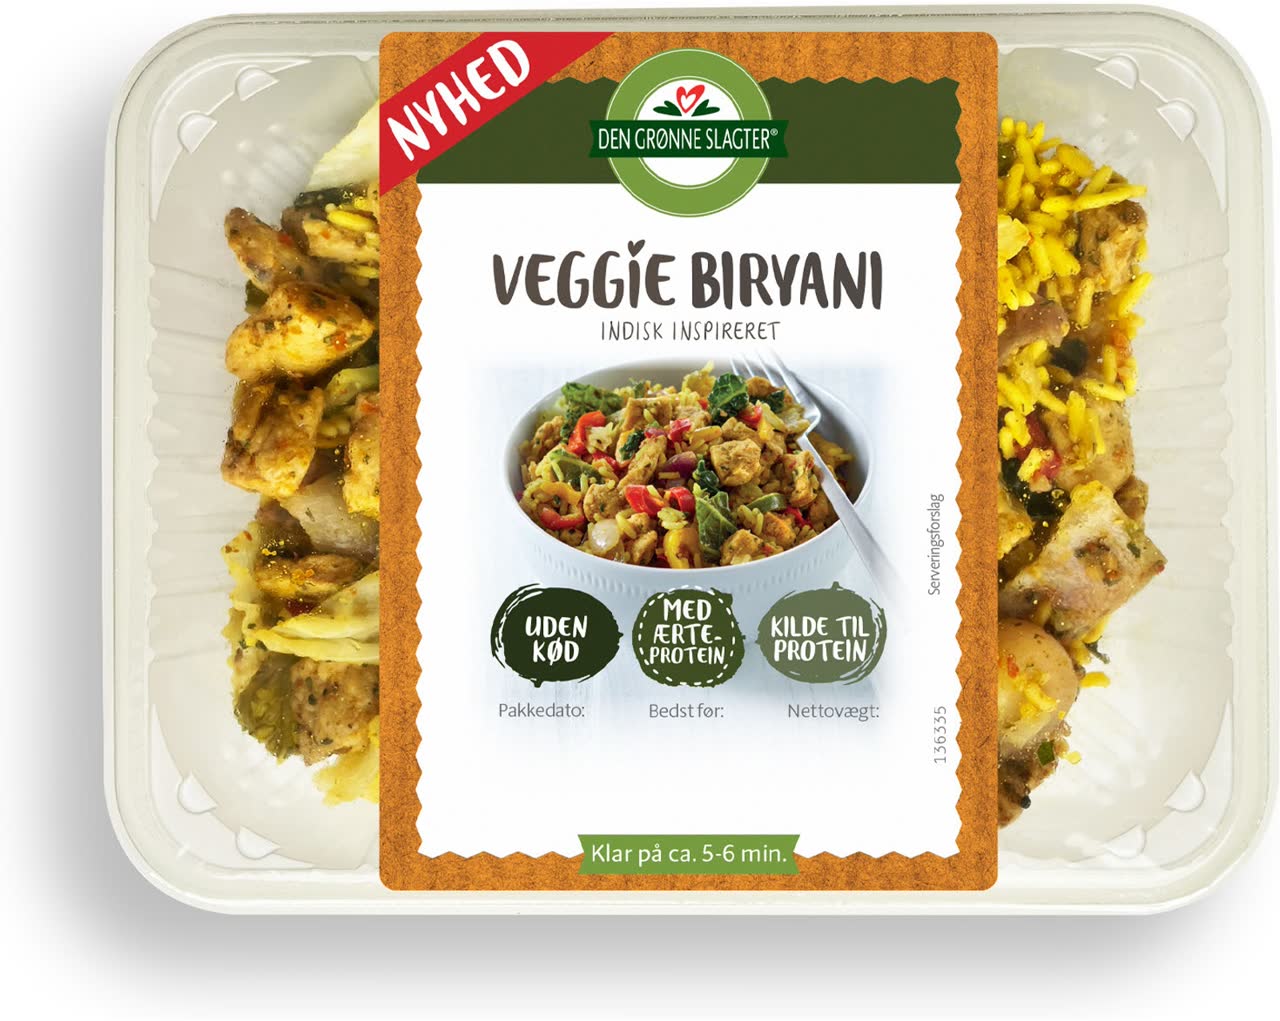 NYHED
DEN GRØNNE SLAGTER®
VEGGIE BIRYANI
INDISK INSPIRERET
Serveringsforslag
UDEN
KØD
MED
ÆRTE-
PROTEIN
KILDE TIL
PROTEIN
Pakkedato:
Bedst før:
Nettovægt:
136335
Klar på ca. 5-6 min.